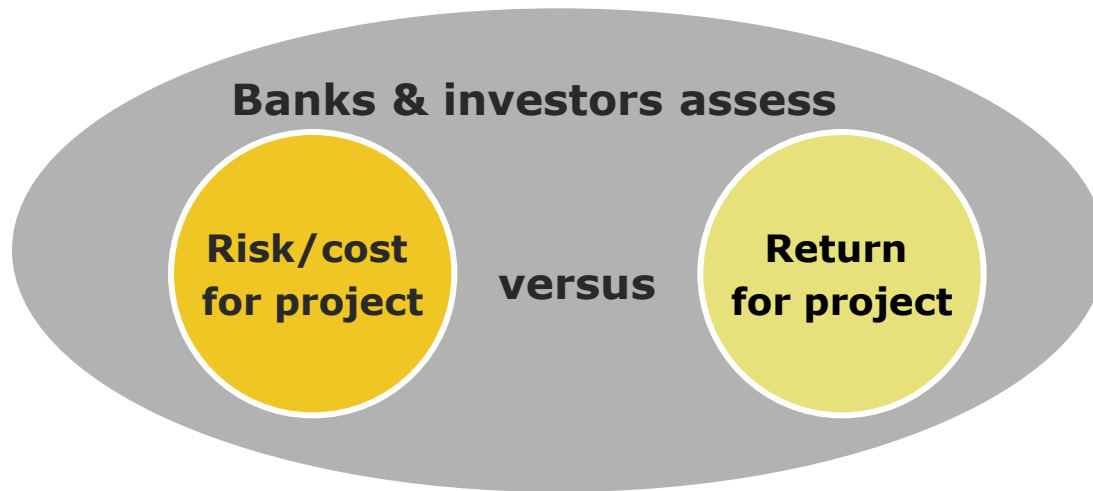 Banks & investors assess
Risk/cost
for project
versus
Return
for project